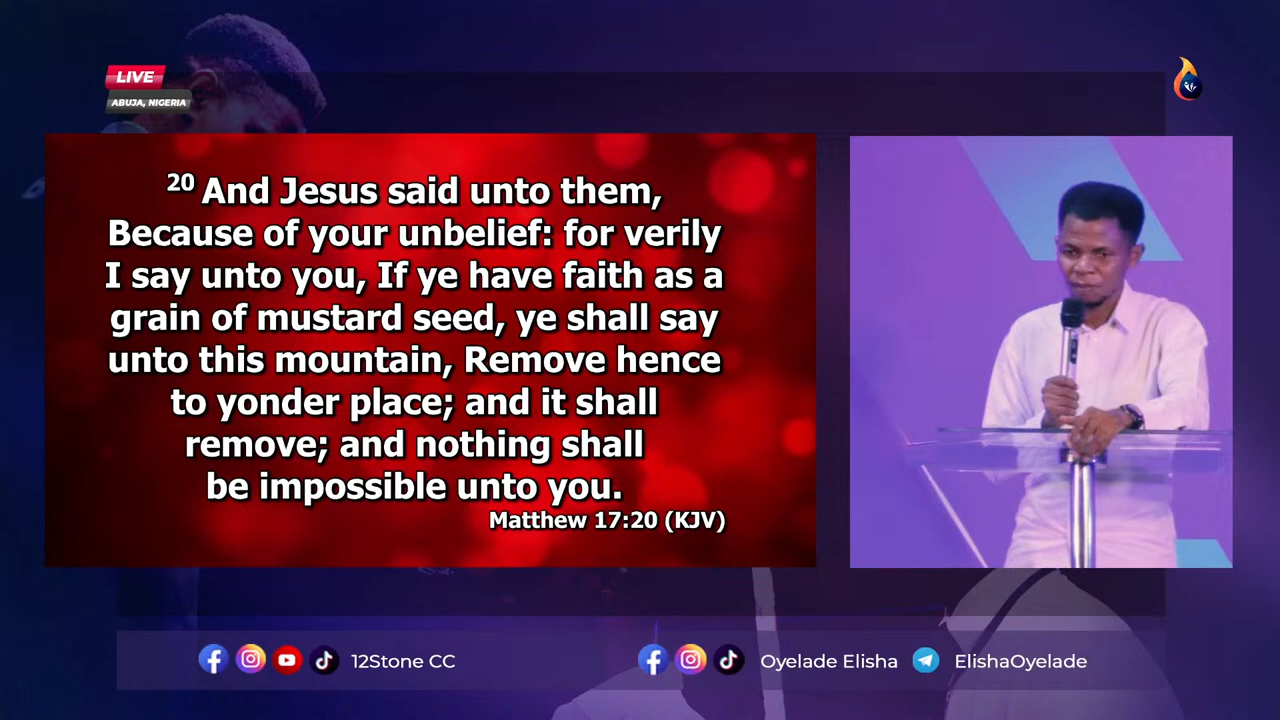 LIVE
ABUJA, NIGERIA
20 And Jesus said unto them,
Because of your unbelief: for verily
I say unto you, If ye have faith as a
grain of mustard seed, ye shall say
unto this mountain, Remove hence
to yonder place; and it shall
remove; and nothing shall
be impossible unto you.
Matthew 17:20 (KJV)
12Stone CC
Oyelade Elisha
ElishaOyelade